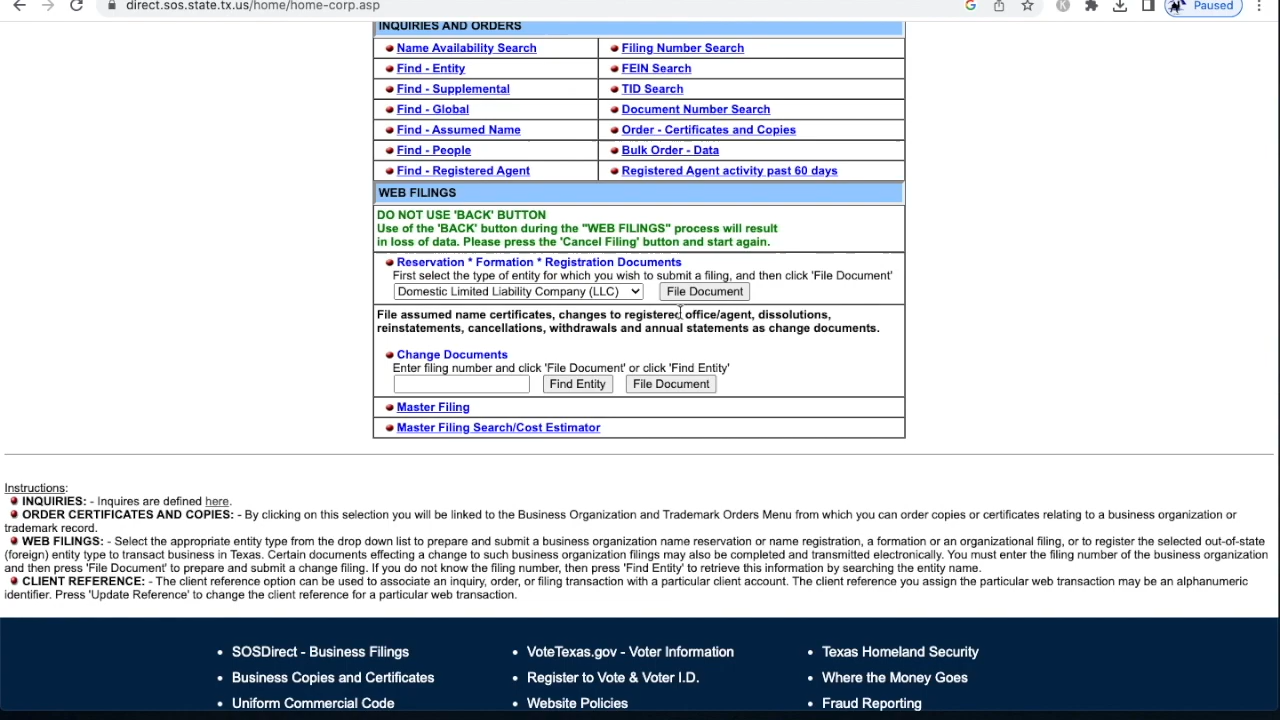 direct.sos.state.tx.us/home/home-corp.asp
Paused
INQUIRIES AND ORDERS
Name Availability Search
Filing Number Search
Find - Entity
FEIN Search
Find - Supplemental
TID Search
Find - Global
Document Number Search
Find - Assumed Name
Order - Certificates and Copies
Find - People
Bulk Order - Data
Find - Registered Agent
Registered Agent activity past 60 days
WEB FILINGS
DO NOT USE 'BACK' BUTTON
Use of the 'BACK' button during the "WEB FILINGS" process will result
in loss of data. Please press the 'Cancel Filing' button and start again.
Reservation * Formation * Registration Documents
First select the type of entity for which you wish to submit a filing, and then click 'File Document'
Domestic Limited Liability Company (LLC) File Document
File assumed name certificates, changes to registered office/agent, dissolutions,
reinstatements, cancellations, withdrawals and annual statements as change documents.
Change Documents
Enter filing number and click 'File Document' or click 'Find Entity'
Find Entity File Document
Master Filing
Master Filing Search/Cost Estimator
Instructions:
INQUIRIES: - Inquires are defined here.
ORDER CERTIFICATES AND COPIES: - By clicking on this selection you will be linked to the Business Organization and Trademark Orders Menu from which you can order copies or certificates relating to a business organization or
trademark record.
WEB FILINGS: - Select the appropriate entity type from the drop down list to prepare and submit a business organization name reservation or name registration, a formation or an organizational filing, or to register the selected out-of-state
(foreign) entity type to transact business in Texas. Certain documents effecting a change to such business organization filings may also be completed and transmitted electronically. You must enter the filing number of the business organization
and then press 'File Document' to prepare and submit a change filing. If you do not know the filing number, then press 'Find Entity' to retrieve this information by searching the entity name.
CLIENT REFERENCE: - The client reference option can be used to associate an inquiry, order, or filing transaction with a particular client account. The client reference you assign the particular web transaction may be an alphanumeric
identifier. Press 'Update Reference' to change the client reference for a particular web transaction.
SOSDirect - Business Filings
VoteTexas.gov - Voter Information
Texas Homeland Security
Business Copies and Certificates
Register to Vote & Voter I.D.
Where the Money Goes
Uniform Commercial Code
Website Policies
Fraud Reporting